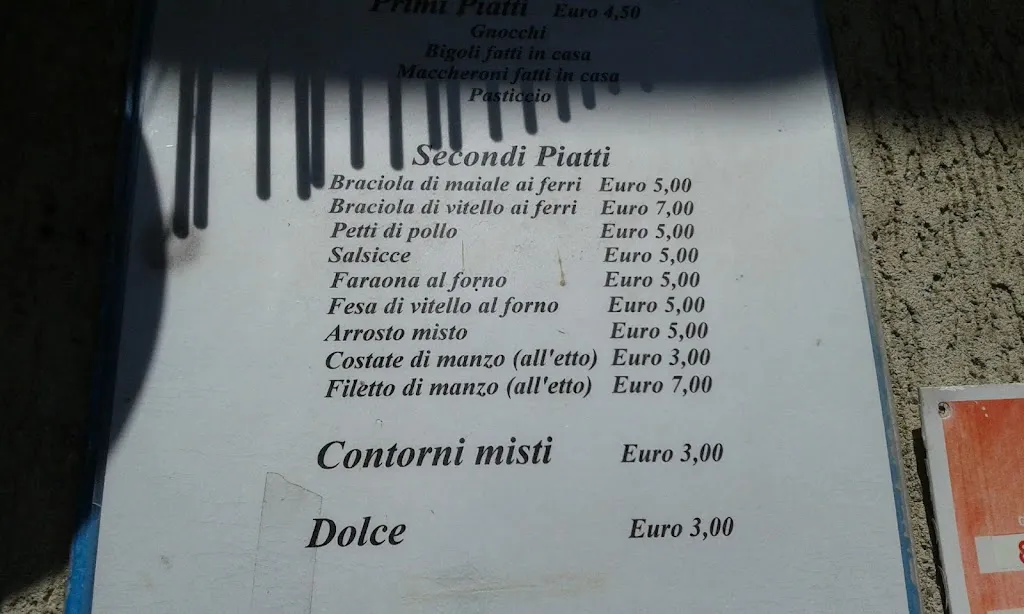 Primi Piatti Euro 4,50
Gnocchi
Bigoli fatti in casa
Maccheroni fatti in casa
Pasticcio
Secondi Piatti
Braciola di maiale ai ferri Euro 5,00
Braciola di vitello ai ferri Euro 7,00
Petti di pollo Euro 5,00
Salsicce Euro 5,00
Faraona al forno Euro 5,00
Fesa di vitello al forno Euro 5,00
Arrosto misto Euro 5,00
Costate di manzo (all'etto) Euro 3,00
Filetto di manzo (all'etto) Euro 7,00
Contorni misti Euro 3,00
Dolce Euro 3,00